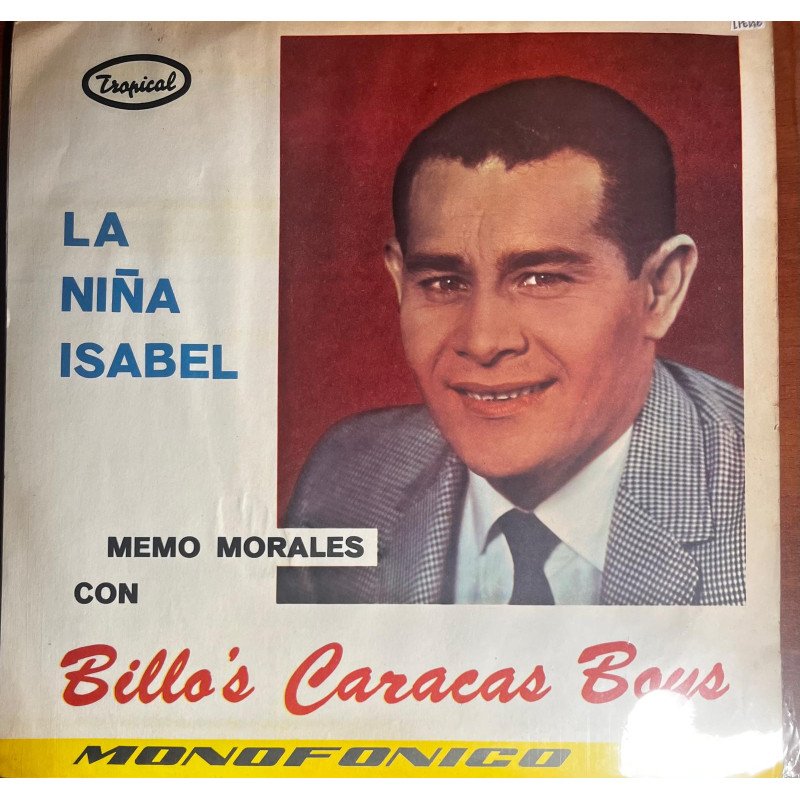 Tropical
LA
NIÑA
ISABEL
MEMO MORALES
CON
Billo's Caracas Boys
MONOFONICO